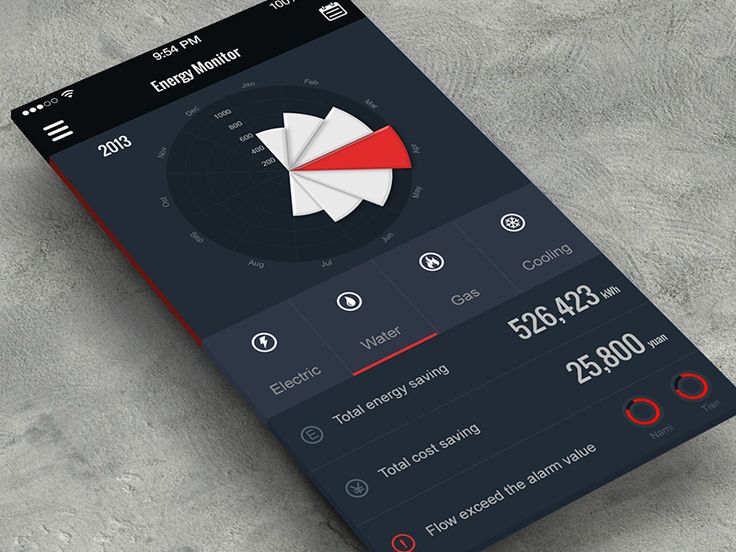 9:54 PM
100%
Energy Monitor
2013
Jan
Feb
Mar
Apr
May
Jun
Jul
Aug
Sep
Oct
Nov
Dec
1000
800
600
400
200
Electric
Water
Gas
Cooling
E
Total energy saving
526,423 kWh
¥
Total cost saving
25,800 yuan
!
Flow exceed the alarm value
Nami
Tian